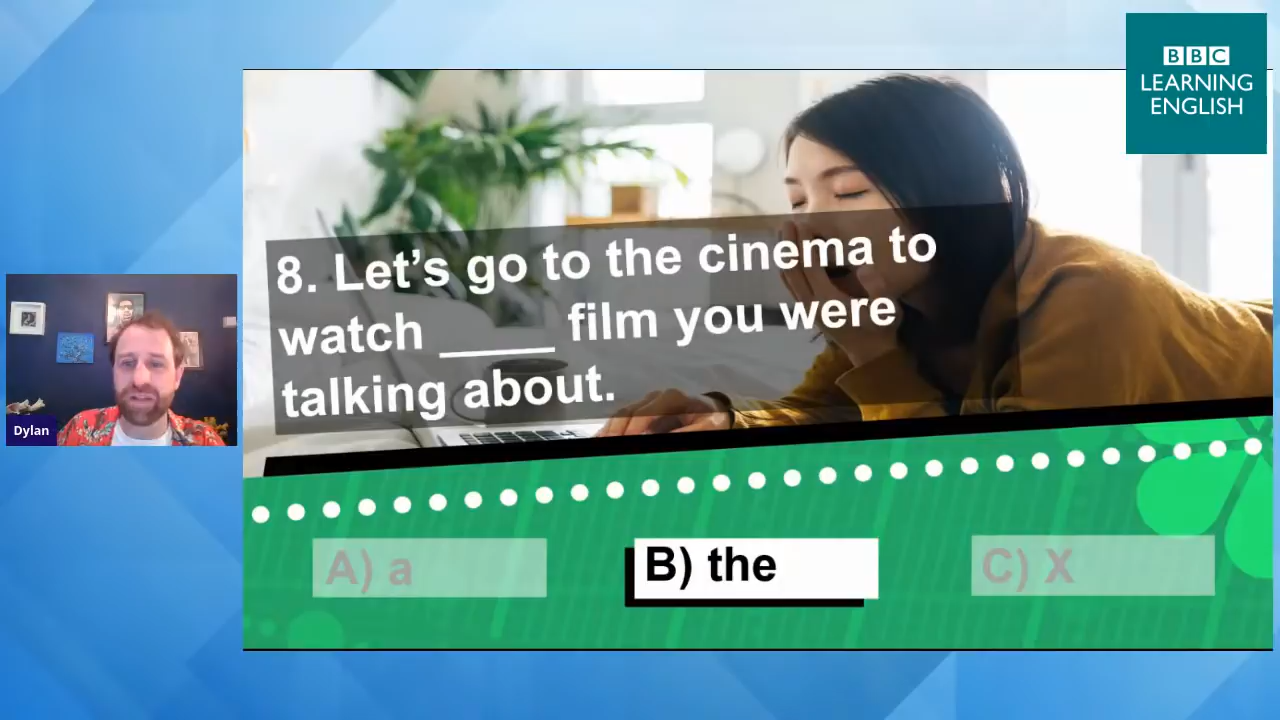 BBC
LEARNING
ENGLISH
8. Let’s go to the cinema to
watch ____ film you were
talking about.
Dylan
A) a
B) the
C) X